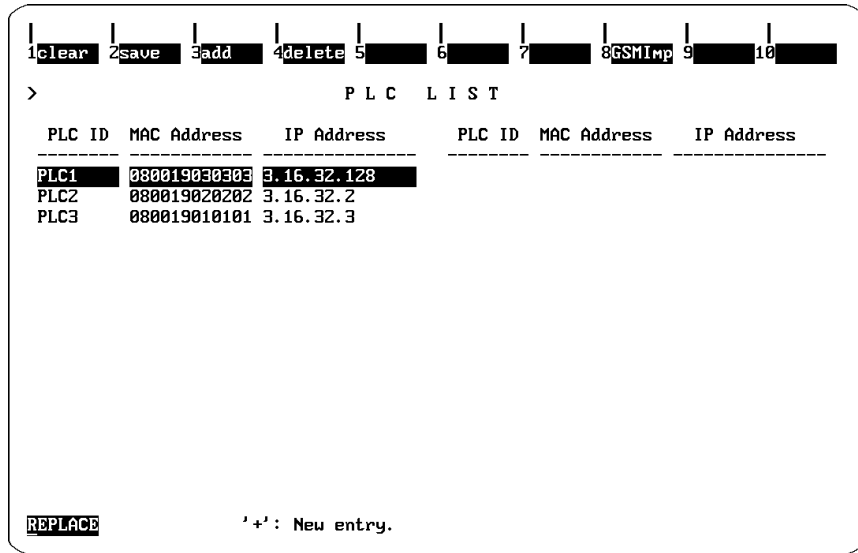 1clear 2save 3add 4delete 5 6 7 8GSMImp 9 10
> P L C L I S T
PLC ID MAC Address IP Address PLC ID MAC Address IP Address
-------- ------------ --------------- -------- ------------ ---------------
PLC1 080019030303 3.16.32.128
PLC2 080019020202 3.16.32.2
PLC3 080019010101 3.16.32.3
REPLACE '+': New entry.